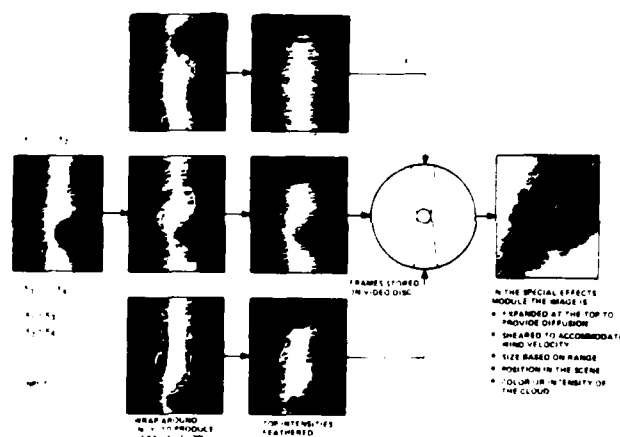 FRAMES STORED
ON VIDEO DISC
IN THE SPECIAL EFFECTS
MODULE THE IMAGE IS
• EXPANDED AT THE TOP TO
PROVIDE DIFFUSION
• SHEARED TO ACCOMMODATE
WIND VELOCITY
• SIZE BASED ON RANGE
• POSITION IN THE SCENE
• COLOR OR INTENSITY OF
THE CLOUD
WRAP AROUND
TO PRODUCE
TOP INTENSITIES
FEATHERED